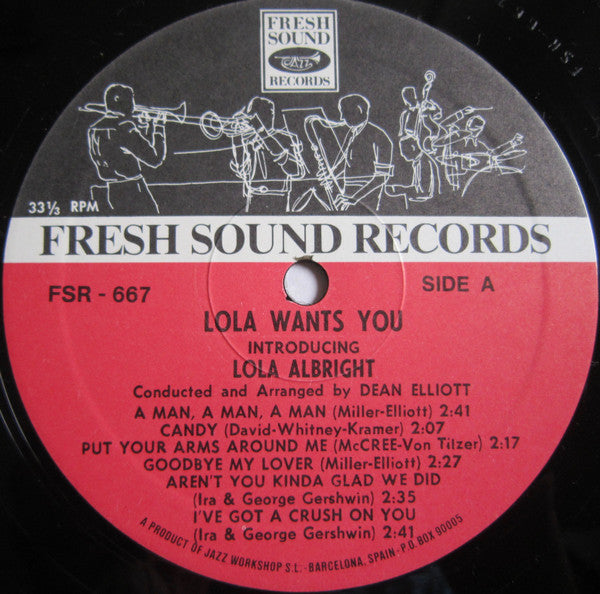 FRESH
SOUND
JAZZ
RECORDS
33 1/3 RPM
FRESH SOUND RECORDS
FSR - 667
SIDE A
LOLA WANTS YOU
INTRODUCING
LOLA ALBRIGHT
Conducted and Arranged by DEAN ELLIOTT
A MAN, A MAN, A MAN (Miller-Elliott) 2:41
CANDY (David-Whitney-Kramer) 2:07
PUT YOUR ARMS AROUND ME (McCREE-Von Tilzer) 2:17
GOODBYE MY LOVER (Miller-Elliott) 2:27
AREN'T YOU KINDA GLAD WE DID
(Ira & George Gershwin) 2:35
I'VE GOT A CRUSH ON YOU
(Ira & George Gershwin) 2:41
A PRODUCT OF JAZZ WORKSHOP S.L. - BARCELONA, SPAIN - P.O. BOX 90005